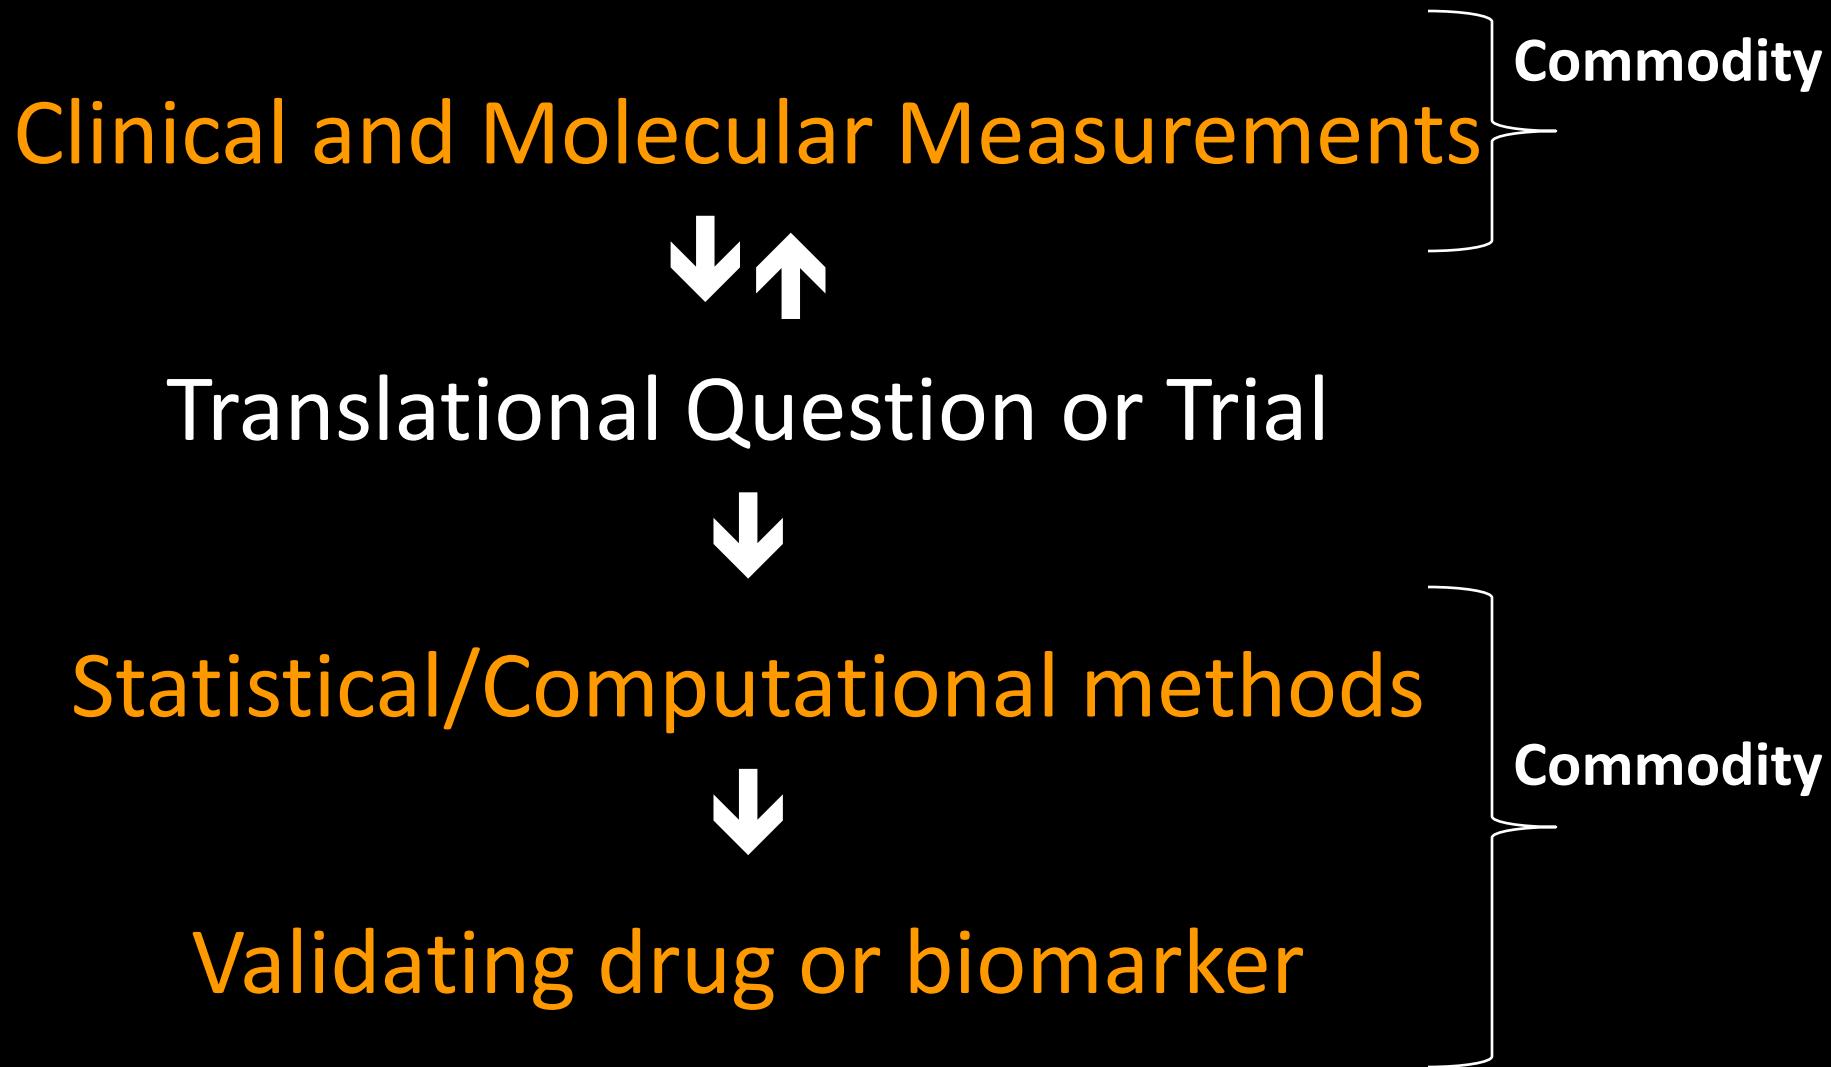 Commodity
Clinical and Molecular Measurements
Translational Question or Trial
Statistical/Computational methods
Commodity
Validating drug or biomarker